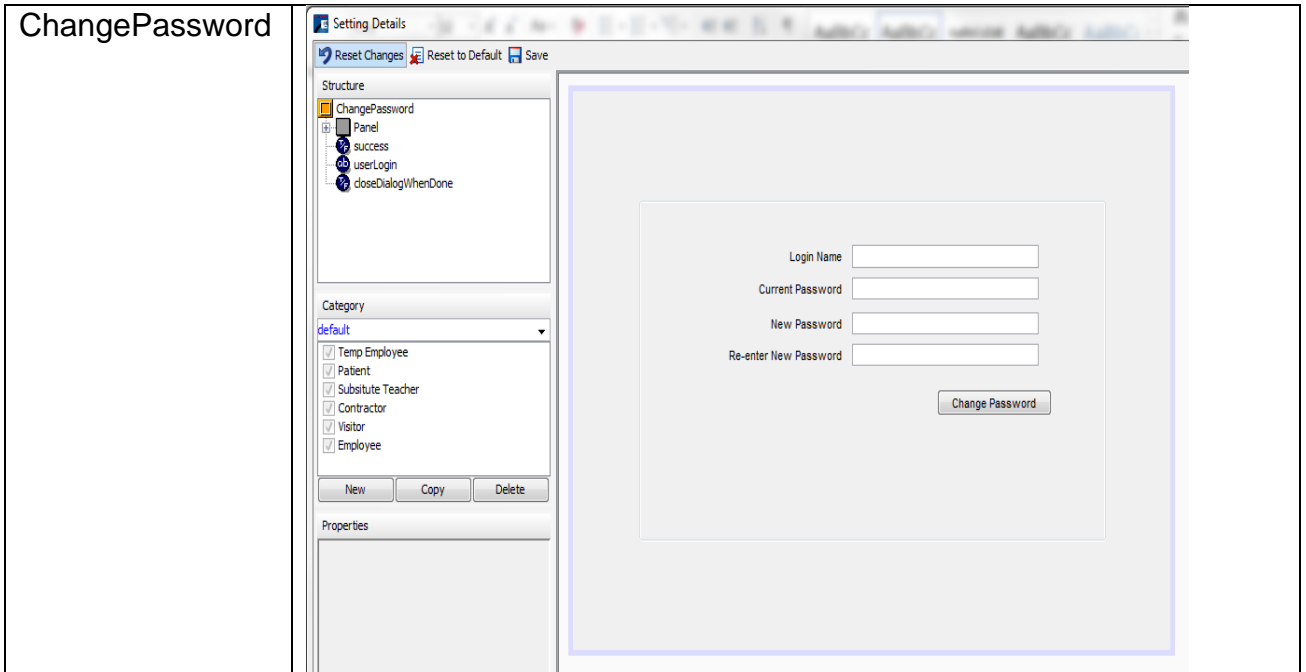 ChangePassword
Setting Details
Reset Changes Reset to Default Save
Structure
ChangePassword
Panel
T/F success
ab userLogin
T/F closeDialogWhenDone
Category
default
Temp Employee
Patient
Subsitute Teacher
Contractor
Visitor
Employee
New Copy Delete
Properties
Login Name
Current Password
New Password
Re-enter New Password
Change Password